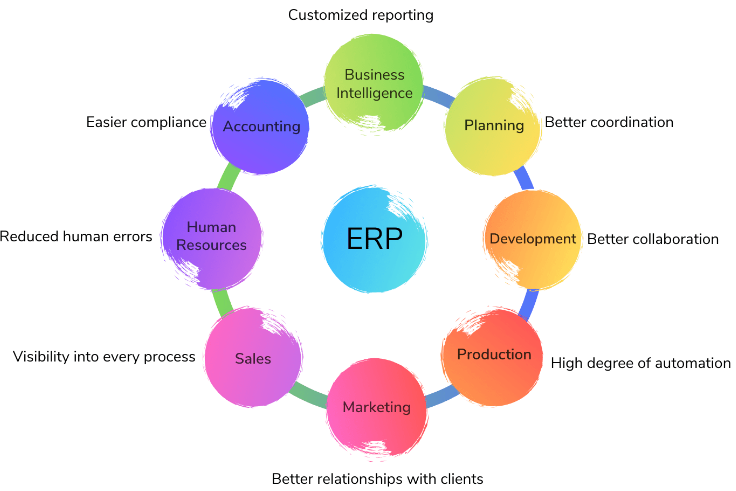 Customized reporting
Business
Intelligence
Accounting
Planning
Easier compliance
Better coordination
Human
Resources
ERP
Development
Reduced human errors
Better collaboration
Sales
Production
Visibility into every process
High degree of automation
Marketing
Better relationships with clients